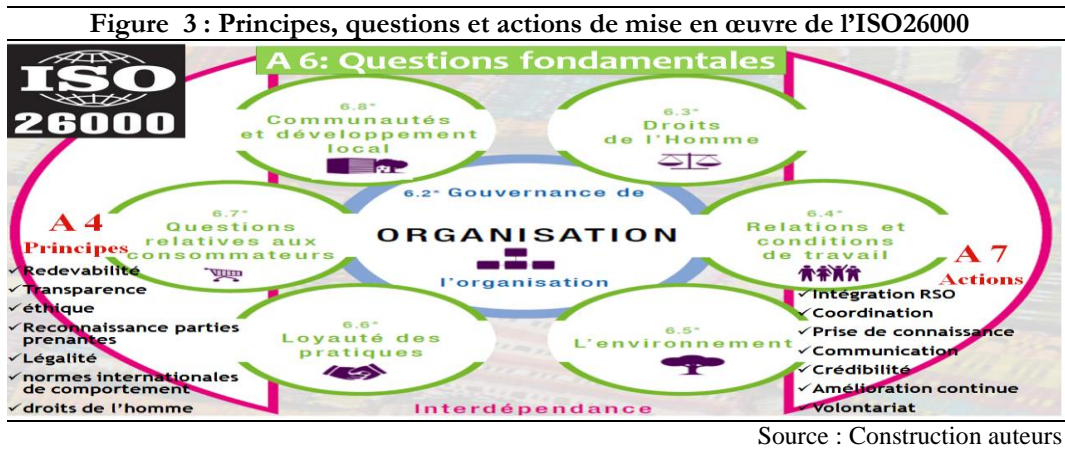 Figure 3 : Principes, questions et actions de mise en œuvre de l'ISO26000
ISO
26000
A 6: Questions fondamentales
6.8*
Communautés
et développement
local
6.3*
Droits
de l'Homme
6.2* Gouvernance de
ORGANISATION
l'organisation
6.7*
Questions
relatives aux
consommateurs
6.4*
Relations et
conditions
de travail
6.6*
Loyauté des
pratiques
6.5*
L'environnement
Interdépendance
A 4
Principes
✓Redevabilité
✓Transparence
✓éthique
✓Reconnaissance parties
prenantes
✓Légalité
✓normes internationales
de comportement
✓droits de l'homme
A 7
Actions
✓Intégration RSO
✓Coordination
✓Prise de connaissance
✓Communication
✓Crédibilité
✓Amélioration continue
✓Volontariat
Source : Construction auteurs